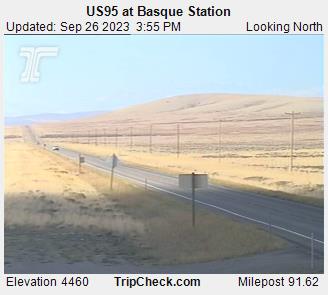 US95 at Basque Station
Updated: Sep 26 2023 3:55 PM Looking North
Elevation 4460 TripCheck.com Milepost 91.62